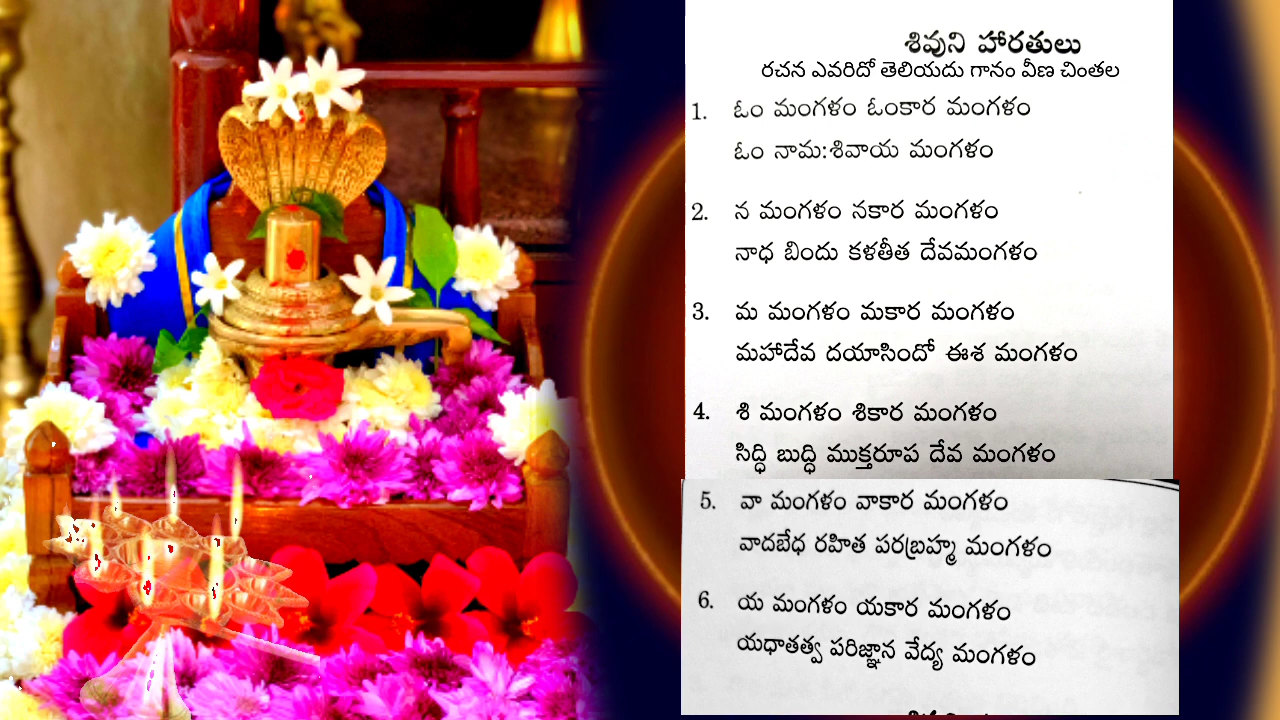 శివుని హారతులు
రచన ఎవరిదో తెలియదు గానం వీణ చింతల
1. ఓం మంగళం ఓంకార మంగళం
ఓం నామ:శివాయ మంగళం
2. న మంగళం నకార మంగళం
నాధ బిందు కళతీత దేవమంగళం
3. మ మంగళం మకార మంగళం
మహాదేవ దయాసిందో ఈశ మంగళం
4. శి మంగళం శికార మంగళం
సిద్ధి బుద్ధి ముక్తరూప దేవ మంగళం
5. వా మంగళం వాకార మంగళం
వాదబేధ రహిత పరబ్రహ్మ మంగళం
6. య మంగళం యకార మంగళం
యధాతత్వ పరిజ్ఞాన వేద్య మంగళం